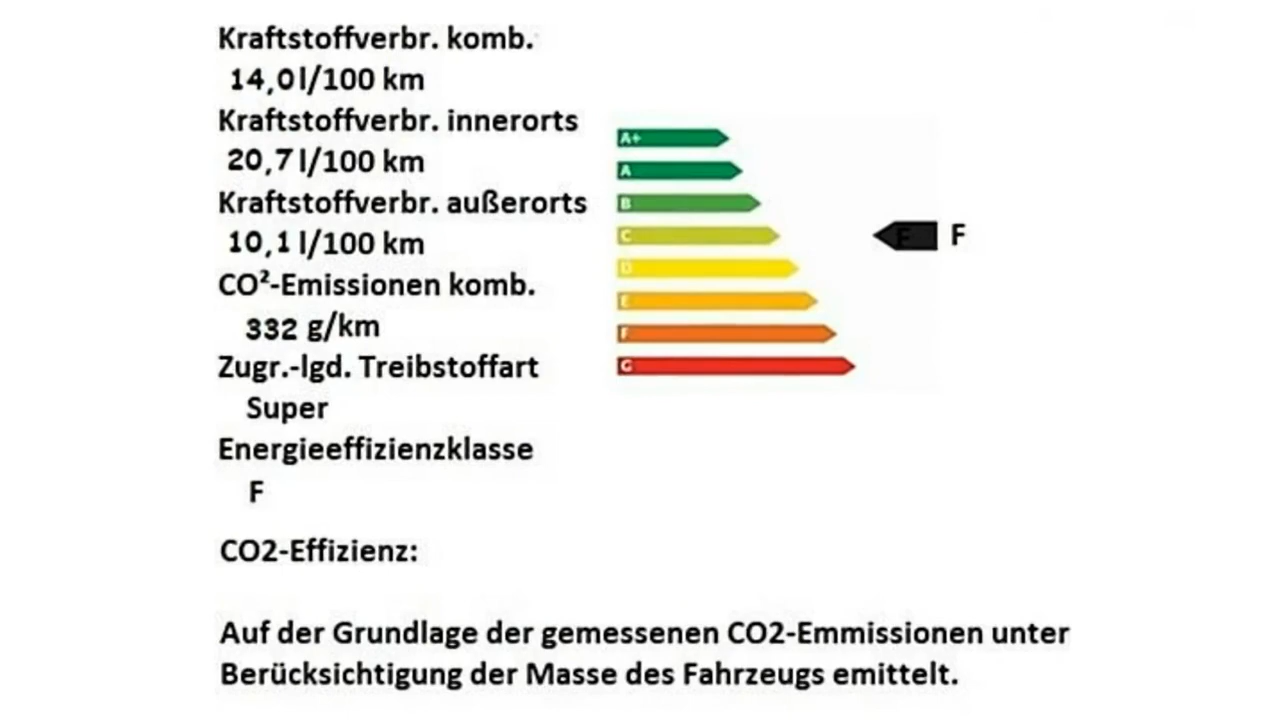 Kraftstoffverbr. komb.
14,0 l/100 km
Kraftstoffverbr. innerorts
20,7 l/100 km
Kraftstoffverbr. außerorts
10,1 l/100 km
CO²-Emissionen komb.
332 g/km
Zugr.-lgd. Treibstoffart
Super
Energieeffizienzklasse
F
A+
A
B
C
D
E
F
G
F F
CO2-Effizienz:
Auf der Grundlage der gemessenen CO2-Emmissionen unter
Berücksichtigung der Masse des Fahrzeugs emittelt.